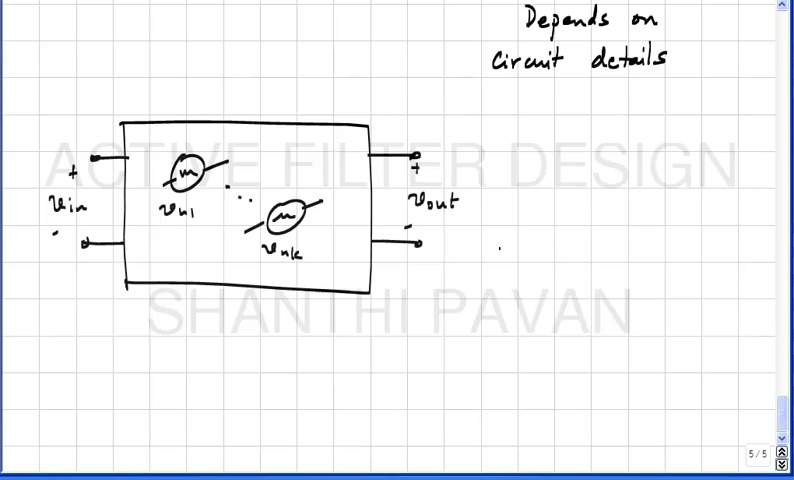 Depends on
Circuit details
ACTIVE FILTER DESIGN
+
+
vin
vn1
...
vout
-
-
vnk
SHANTHI PAVAN
5 / 5